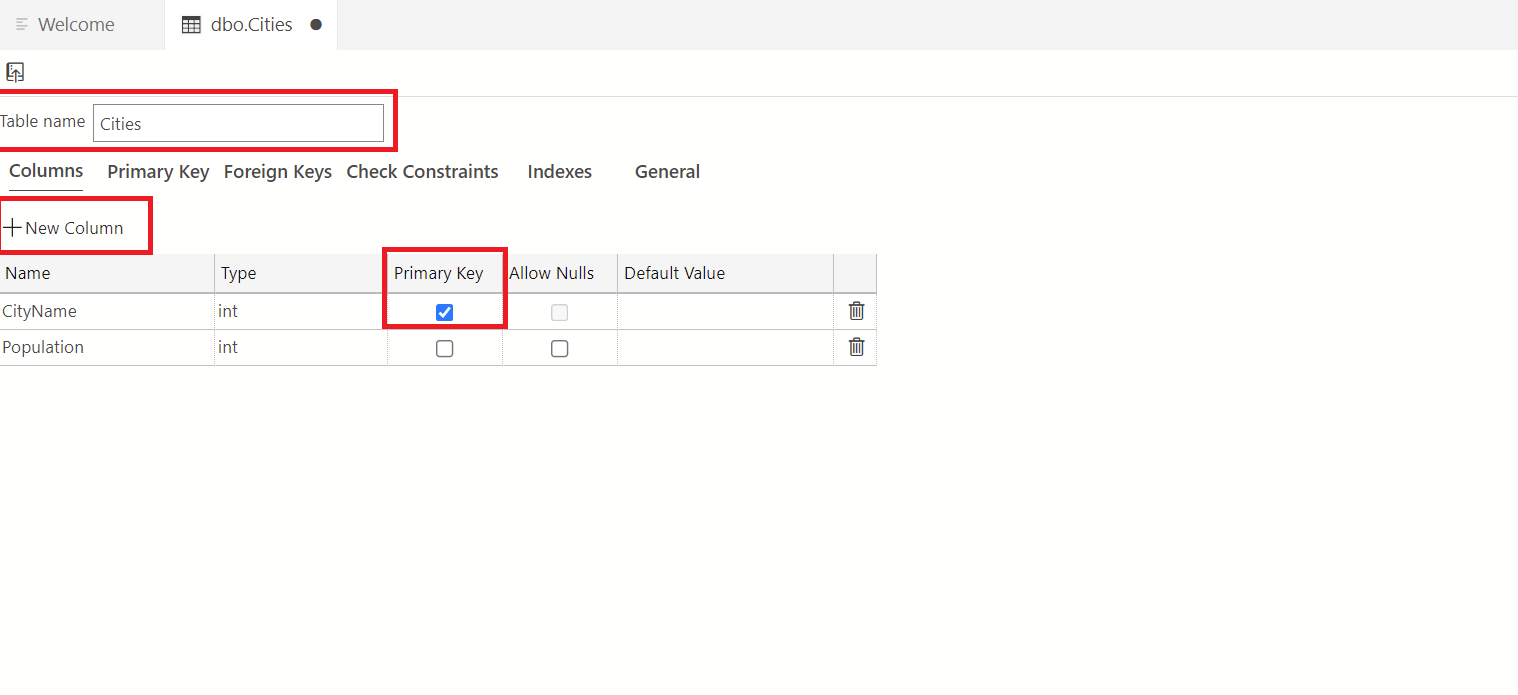 Welcome dbo.Cities
Table name Cities
Columns Primary Key Foreign Keys Check Constraints Indexes General
New Column
Name Type Primary Key Allow Nulls Default Value
CityName int
Population int